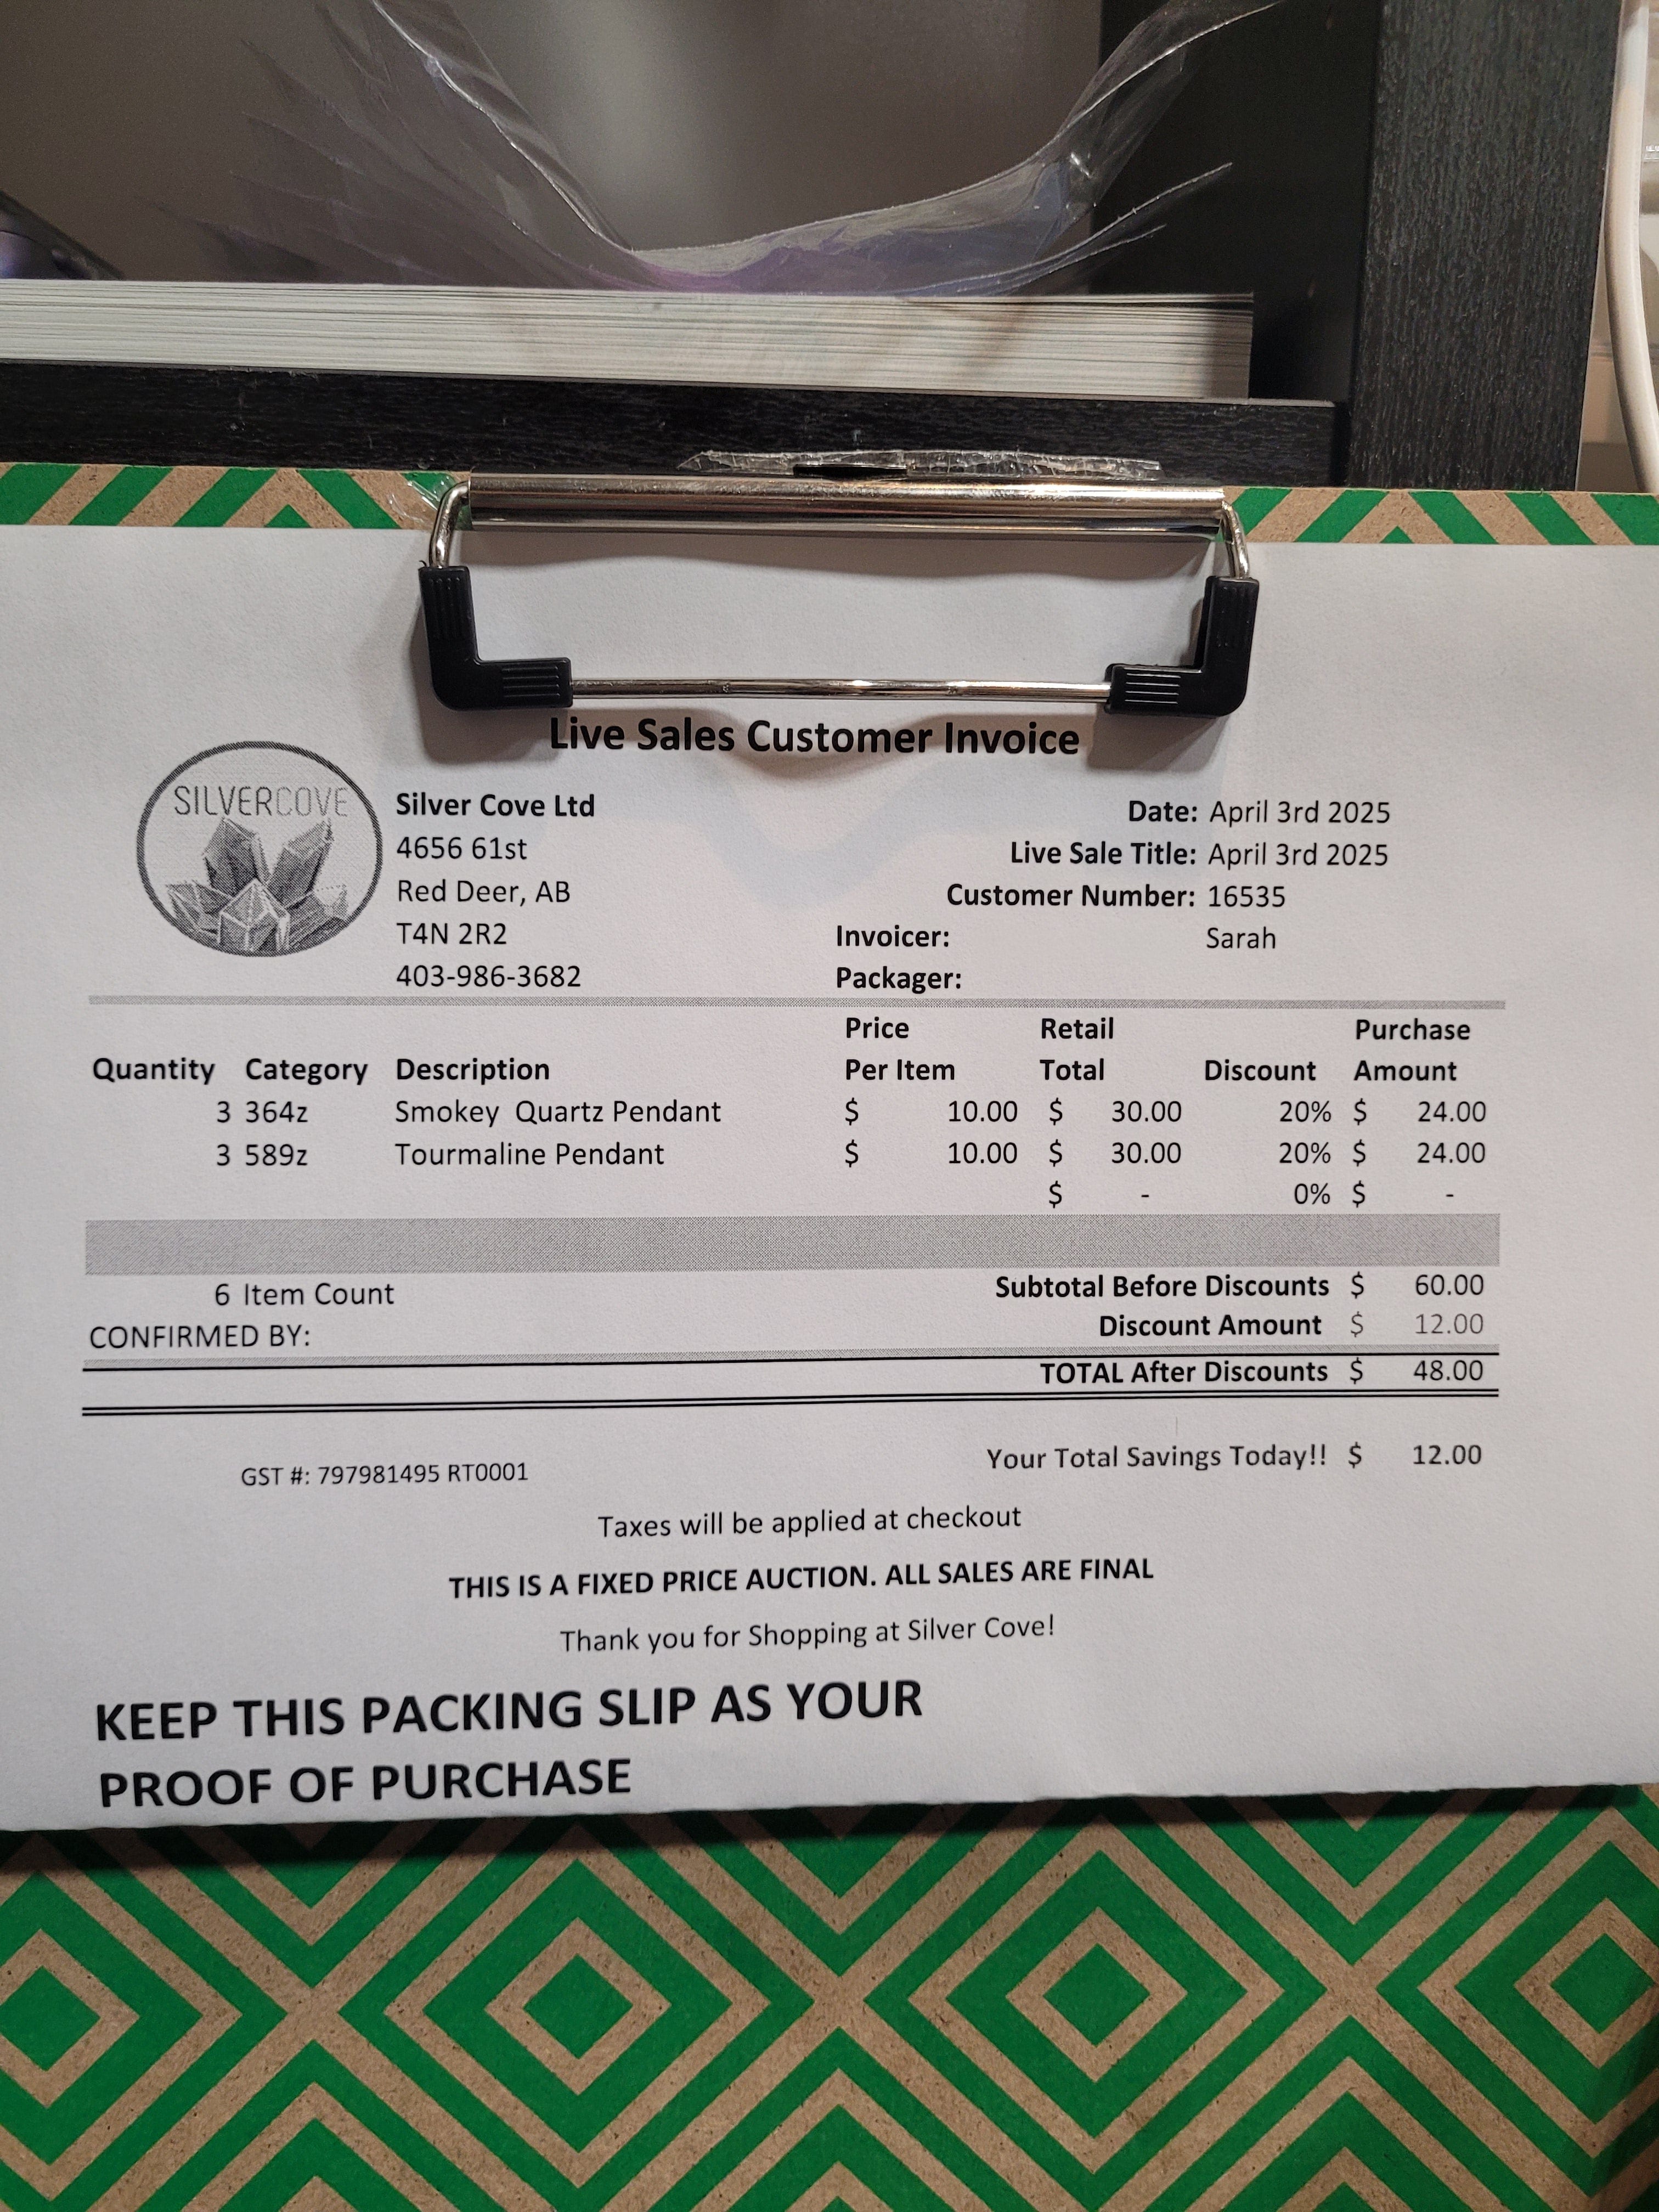 Live Sales Customer Invoice
SILVERCOVE
Silver Cove Ltd
4656 61st
Red Deer, AB
T4N 2R2
403-986-3682
Date: April 3rd 2025
Live Sale Title: April 3rd 2025
Customer Number: 16535
Invoicer: Sarah
Packager:
Quantity Category Description Price Per Item Retail Total Discount Purchase Amount
3 364z Smokey Quartz Pendant $ 10.00 $ 30.00 20% $ 24.00
3 589z Tourmaline Pendant $ 10.00 $ 30.00 20% $ 24.00
$ - 0% $ -
6 Item Count
CONFIRMED BY:
Subtotal Before Discounts $ 60.00
Discount Amount $ 12.00
TOTAL After Discounts $ 48.00
Your Total Savings Today!! $ 12.00
GST #: 797981495 RT0001
Taxes will be applied at checkout
THIS IS A FIXED PRICE AUCTION. ALL SALES ARE FINAL
Thank you for Shopping at Silver Cove!
KEEP THIS PACKING SLIP AS YOUR
PROOF OF PURCHASE